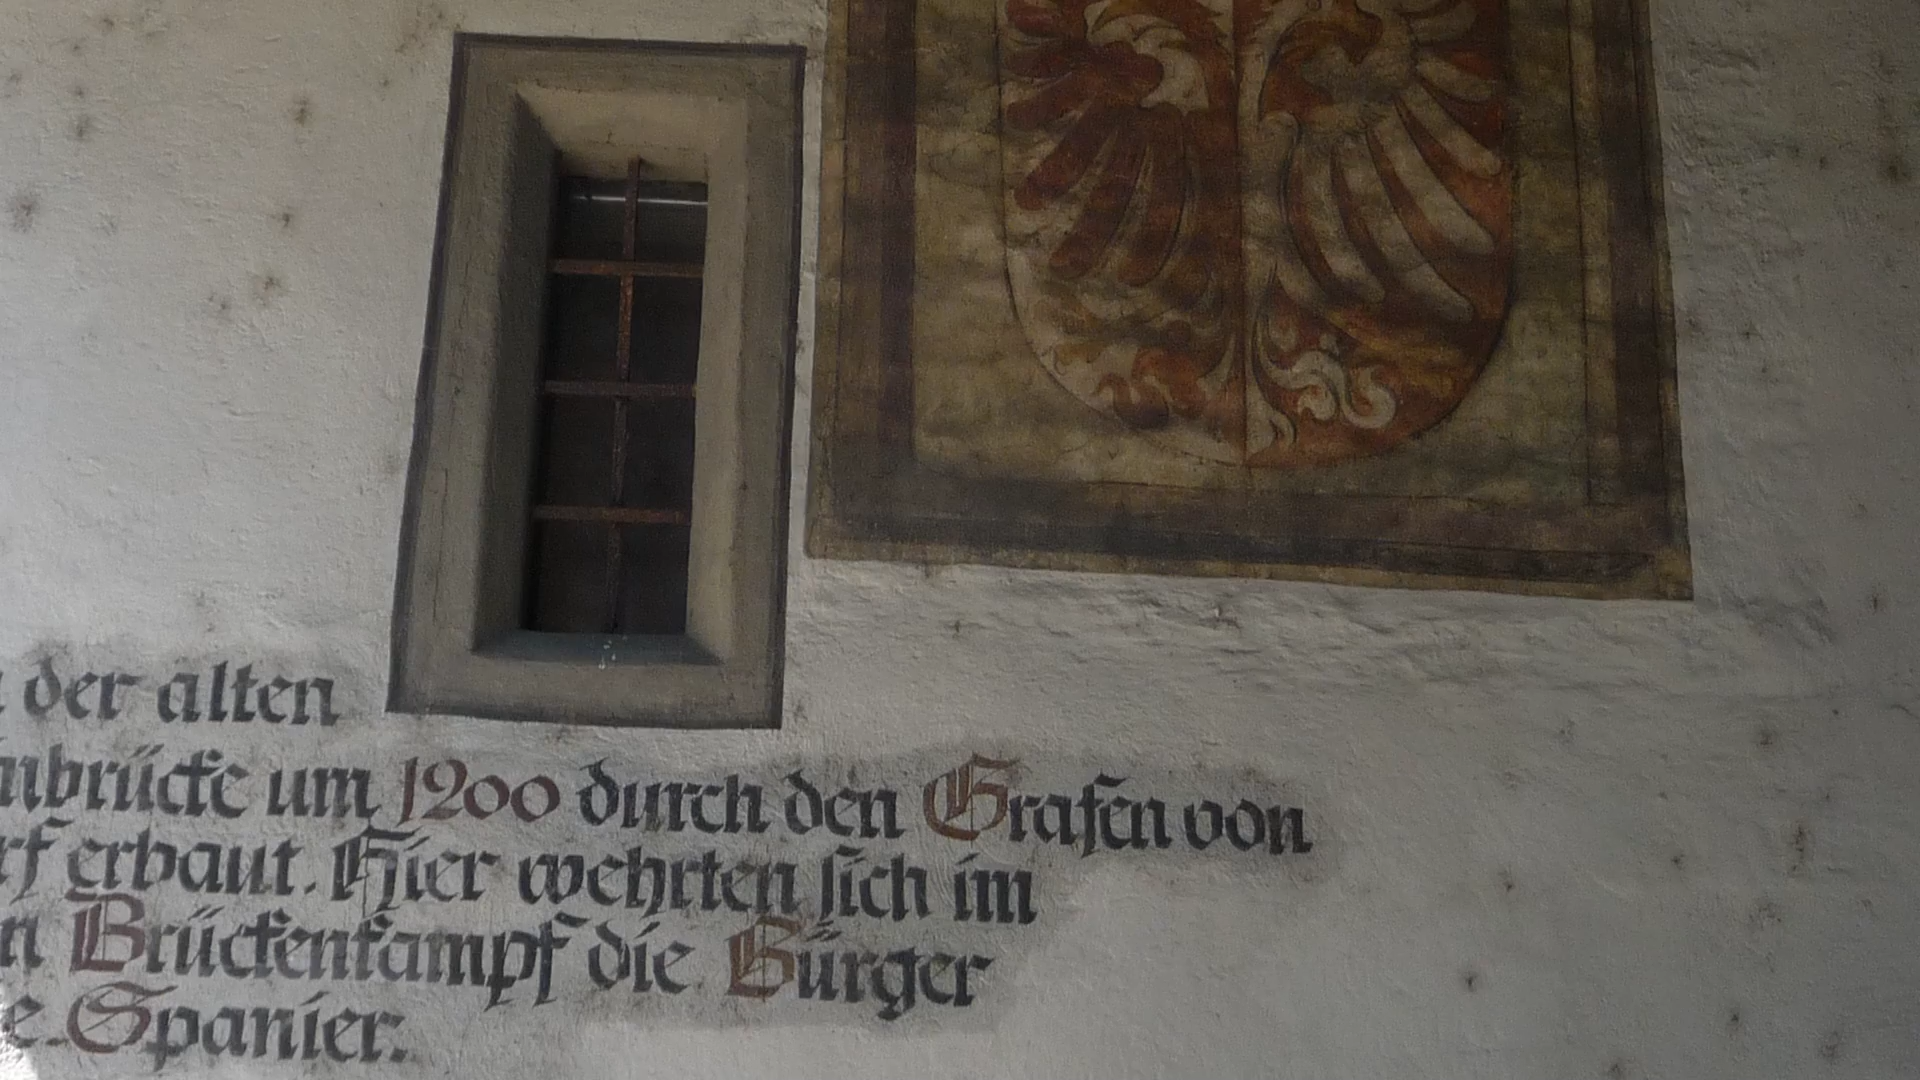 der alten
nbrücke um 1200 durch den Grafen von
rf erbaut. Hier wehrten sich im
n Brückenkampf die Bürger
e Spanier.